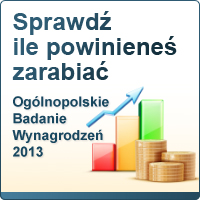 Sprawdź
ile powinieneś
zarabiać
Ogólnopolskie
Badanie
Wynagrodzeń
2013